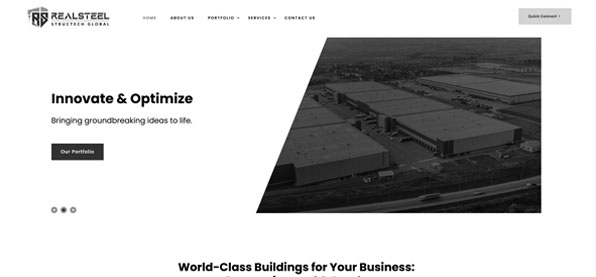 REALSTEEL
STRUCTECH GLOBAL
HOME
ABOUT US
PORTFOLIO
SERVICES
CONTACT US
Quick Connect ›
Innovate & Optimize
Bringing groundbreaking ideas to life.
Our Portfolio
World-Class Buildings for Your Business: